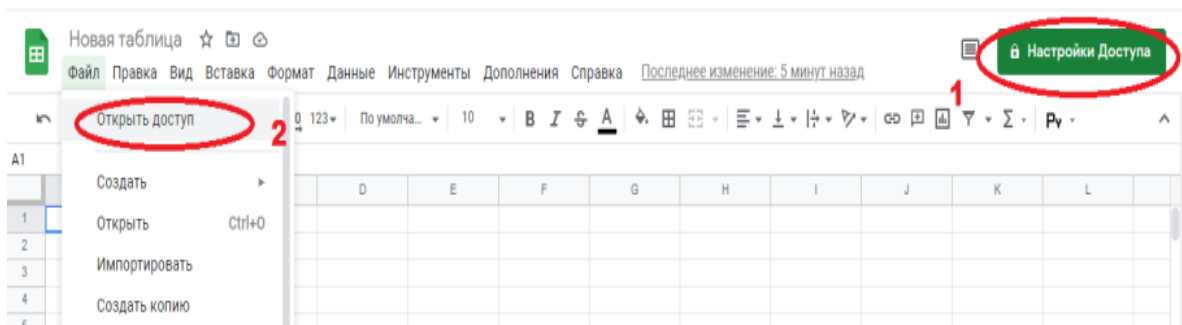 Новая таблица
Настройки Доступа
Файл Правка Вид Вставка Формат Данные Инструменты Дополнения Справка Последнее изменение: 5 минут назад
1
Открыть доступ
2
123 По умолча... 10 B I S A Σ Ру
A1
Создать
D E F G H I J K L
1
Открыть Ctrl+O
2
Импортировать
3
4
Создать копию